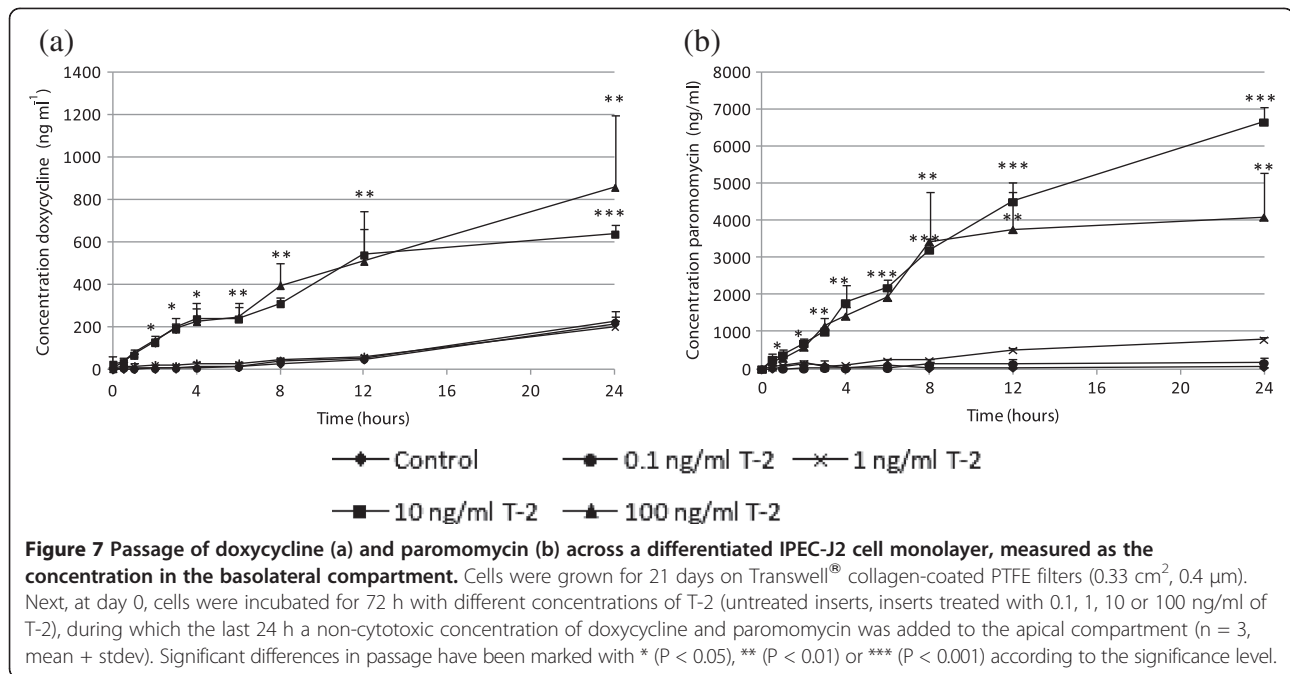 (a)
1400
1200
1000
800
600
400
200
0
Concentration doxycycline (ng ml⁻¹)
** 
***
**
**
**
*
*
*
0 4 8 12 16 20 24
Time (hours)
(b)
8000
7000
6000
5000
4000
3000
2000
1000
0
Concentration paromomycin (ng/ml)
***
**
***
**
**
***
***
**
**
*
*
0 4 8 12 16 20 24
Time (hours)
Control 0.1 ng/ml T-2 1 ng/ml T-2
10 ng/ml T-2 100 ng/ml T-2
Figure 7 Passage of doxycycline (a) and paromomycin (b) across a differentiated IPEC-J2 cell monolayer, measured as the
concentration in the basolateral compartment. Cells were grown for 21 days on Transwell® collagen-coated PTFE filters (0.33 cm², 0.4 μm).
Next, at day 0, cells were incubated for 72 h with different concentrations of T-2 (untreated inserts, inserts treated with 0.1, 1, 10 or 100 ng/ml of
T-2), during which the last 24 h a non-cytotoxic concentration of doxycycline and paromomycin was added to the apical compartment (n = 3,
mean + stdev). Significant differences in passage have been marked with * (P < 0.05), ** (P < 0.01) or *** (P < 0.001) according to the significance level.